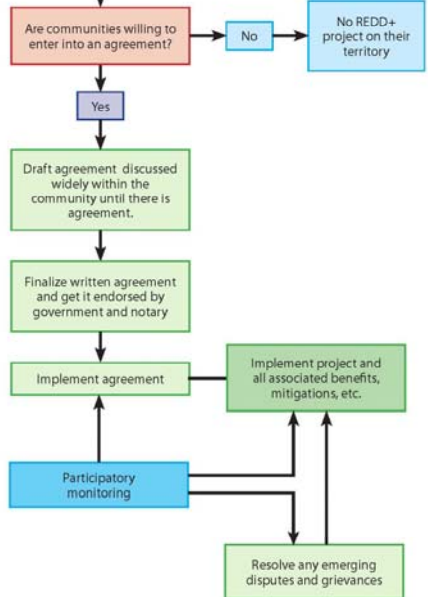 Are communities willing to
enter into an agreement?
No
No REDD+
project on their
territory
Yes
Draft agreement discussed
widely within the
community until there is
agreement.
Finalize written agreement
and get it endorsed by
government and notary
Implement agreement
Implement project and
all associated benefits,
mitigations, etc.
Participatory
monitoring
Resolve any emerging
disputes and grievances